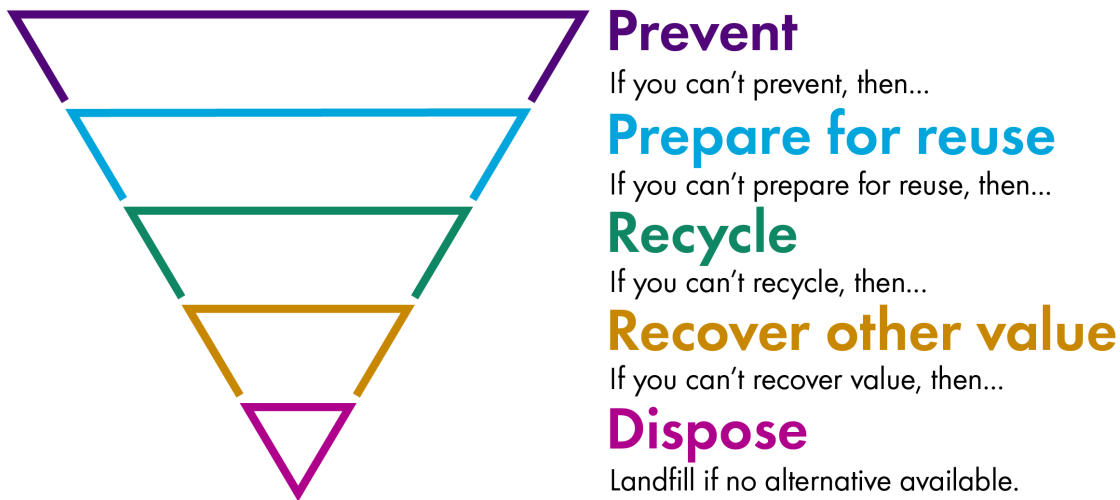 Prevent
If you can’t prevent, then...
Prepare for reuse
If you can’t prepare for reuse, then...
Recycle
If you can’t recycle, then...
Recover other value
If you can’t recover value, then...
Dispose
Landfill if no alternative available.